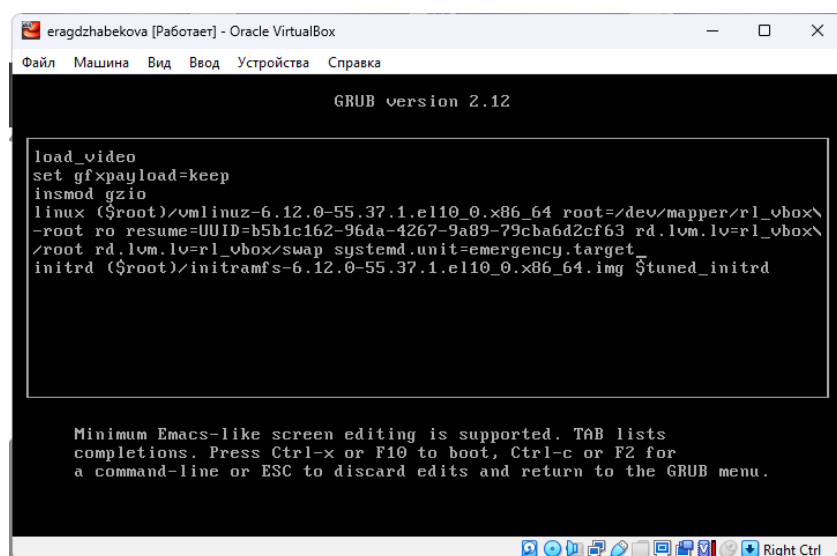 eragdzhabekova [Работает] - Oracle VirtualBox
Файл Машина Вид Ввод Устройства Справка
GRUB version 2.12
load_video
set gfxpayload=keep
insmod gzio
linux ($root)/vmlinuz-6.12.0-55.37.1.el10_0.x86_64 root=/dev/mapper/rl_vbox\
-root ro resume=UUID=b5b1c162-96da-4267-9a89-79cba6d2cf63 rd.lvm.lv=rl_vbox\
/root rd.lvm.lv=rl_vbox/swap systemd.unit=emergency.target_
initrd ($root)/initramfs-6.12.0-55.37.1.el10_0.x86_64.img $tuned_initrd
Minimum Emacs-like screen editing is supported. TAB lists
completions. Press Ctrl-x or F10 to boot, Ctrl-c or F2 for
a command-line or ESC to discard edits and return to the GRUB menu.
Right Ctrl